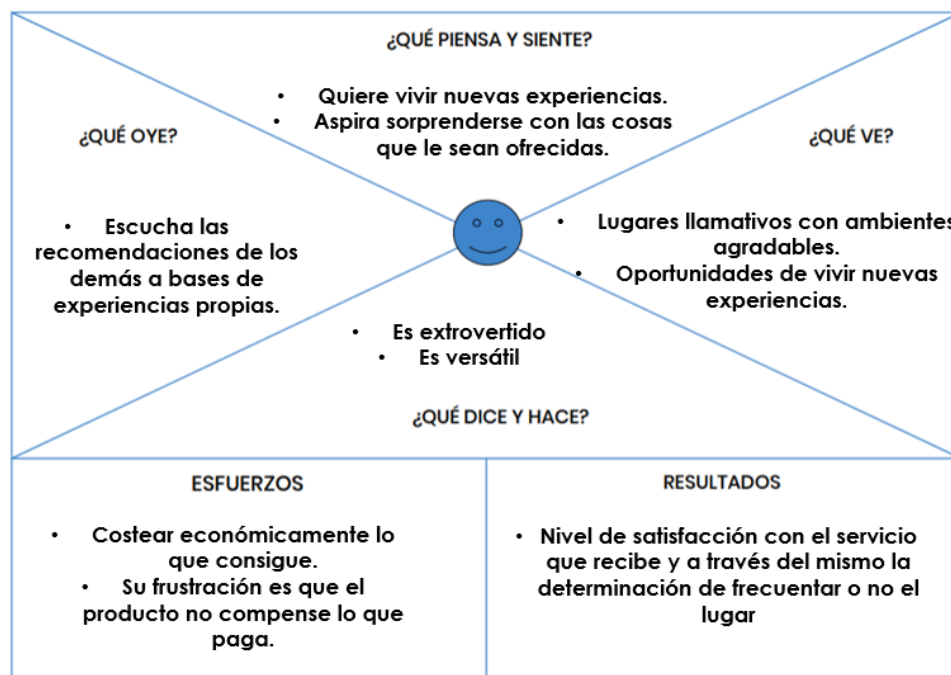 ¿QUÉ PIENSA Y SIENTE?
• Quiere vivir nuevas experiencias.
• Aspira sorprenderse con las cosas
que le sean ofrecidas.
¿QUÉ OYE?
• Escucha las
recomendaciones de los
demás a bases de
experiencias propias.
¿QUÉ VE?
• Lugares llamativos con ambientes
agradables.
• Oportunidades de vivir nuevas
experiencias.
• Es extrovertido
• Es versátil
¿QUÉ DICE Y HACE?
ESFUERZOS
• Costear económicamente lo
que consigue.
• Su frustración es que el
producto no compense lo que
paga.
RESULTADOS
• Nivel de satisfacción con el servicio
que recibe y a través del mismo la
determinación de frecuentar o no el
lugar